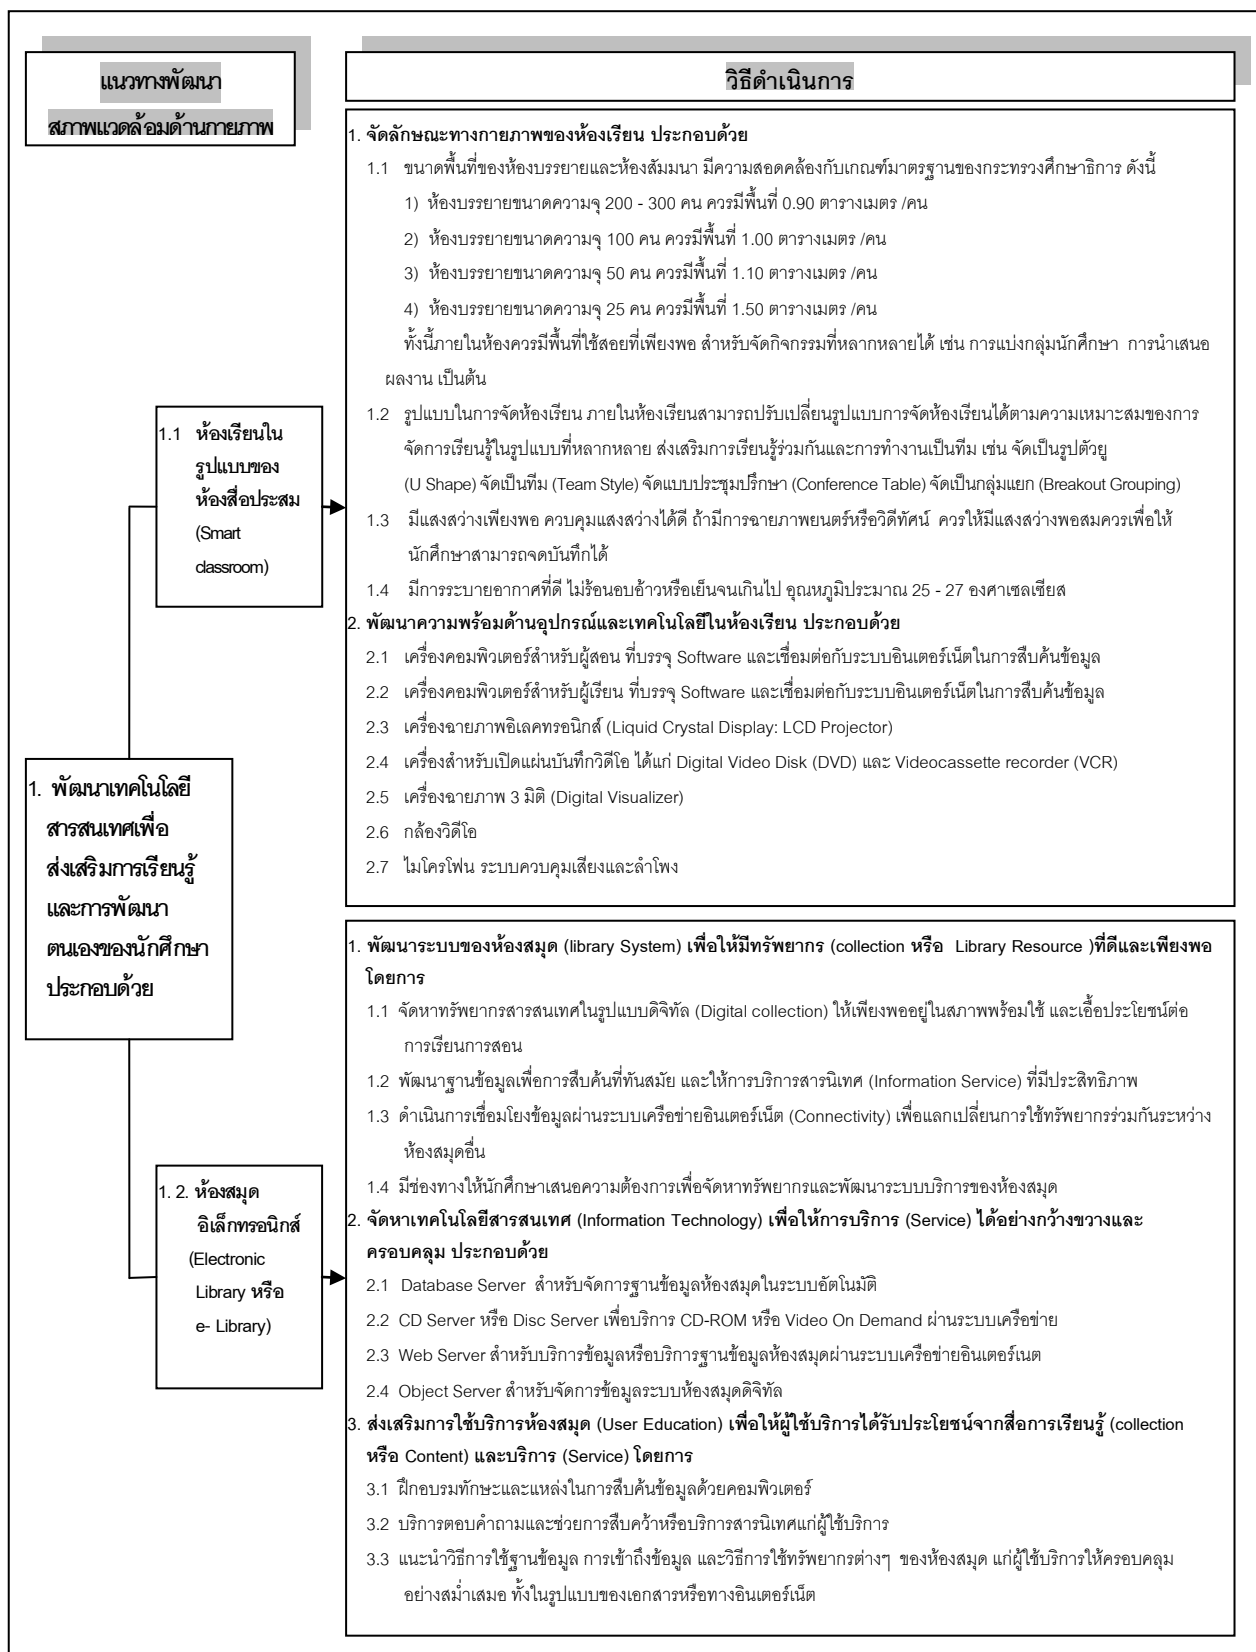 แนวทางพัฒนา
สภาพแวดล้อมด้านกายภาพ
วิธีดำเนินการ
1. พัฒนาเทคโนโลยี
สารสนเทศเพื่อ
ส่งเสริมการเรียนรู้
และการพัฒนา
ตนเองของนักศึกษา
ประกอบด้วย
1.1 ห้องเรียนใน
รูปแบบของ
ห้องสื่อประสม
(Smart
classroom)
1. จัดลักษณะทางกายภาพของห้องเรียน ประกอบด้วย
1.1 ขนาดพื้นที่ของห้องบรรยายและห้องสัมมนา มีความสอดคล้องกับเกณฑ์มาตรฐานของกระทรวงศึกษาธิการ ดังนี้
1) ห้องบรรยายขนาดความจุ 200 - 300 คน ควรมีพื้นที่ 0.90 ตารางเมตร /คน
2) ห้องบรรยายขนาดความจุ 100 คน ควรมีพื้นที่ 1.00 ตารางเมตร /คน
3) ห้องบรรยายขนาดความจุ 50 คน ควรมีพื้นที่ 1.10 ตารางเมตร /คน
4) ห้องบรรยายขนาดความจุ 25 คน ควรมีพื้นที่ 1.50 ตารางเมตร /คน
ทั้งนี้ภายในห้องควรมีพื้นที่ใช้สอยที่เพียงพอ สำหรับจัดกิจกรรมที่หลากหลายได้ เช่น การแบ่งกลุ่มนักศึกษา การนำเสนอ
ผลงาน เป็นต้น
1.2 รูปแบบในการจัดห้องเรียน ภายในห้องเรียนสามารถปรับเปลี่ยนรูปแบบการจัดห้องเรียนได้ตามความเหมาะสมของการ
จัดการเรียนรู้ในรูปแบบที่หลากหลาย ส่งเสริมการเรียนรู้ร่วมกันและการทำงานเป็นทีม เช่น จัดเป็นรูปตัวยู
(U Shape) จัดเป็นทีม (Team Style) จัดแบบประชุมปรึกษา (Conference Table) จัดเป็นกลุ่มแยก (Breakout Grouping)
1.3 มีแสงสว่างเพียงพอ ควบคุมแสงสว่างได้ดี ถ้ามีการฉายภาพยนตร์หรือวิดีทัศน์ ควรให้มีแสงสว่างพอสมควรเพื่อให้
นักศึกษาสามารถจดบันทึกได้
1.4 มีการระบายอากาศที่ดี ไม่ร้อนอบอ้าวหรือเย็นจนเกินไป อุณหภูมิประมาณ 25 - 27 องศาเซลเซียส
2. พัฒนาความพร้อมด้านอุปกรณ์และเทคโนโลยีในห้องเรียน ประกอบด้วย
2.1 เครื่องคอมพิวเตอร์สำหรับผู้สอน ที่บรรจุ Software และเชื่อมต่อกับระบบอินเตอร์เน็ตในการสืบค้นข้อมูล
2.2 เครื่องคอมพิวเตอร์สำหรับผู้เรียน ที่บรรจุ Software และเชื่อมต่อกับระบบอินเตอร์เน็ตในการสืบค้นข้อมูล
2.3 เครื่องฉายภาพอิเลคทรอนิกส์ (Liquid Crystal Display: LCD Projector)
2.4 เครื่องสำหรับเปิดแผ่นบันทึกวิดีโอ ได้แก่ Digital Video Disk (DVD) และ Videocassette recorder (VCR)
2.5 เครื่องฉายภาพ 3 มิติ (Digital Visualizer)
2.6 กล้องวิดีโอ
2.7 ไมโครโฟน ระบบควบคุมเสียงและลำโพง
1. 2. ห้องสมุด
อิเล็กทรอนิกส์
(Electronic
Library หรือ
e- Library)
1. พัฒนาระบบของห้องสมุด (library System) เพื่อให้มีทรัพยากร (collection หรือ Library Resource )ที่ดีและเพียงพอ
โดยการ
1.1 จัดหาทรัพยากรสารสนเทศในรูปแบบดิจิทัล (Digital collection) ให้เพียงพออยู่ในสภาพพร้อมใช้ และเอื้อประโยชน์ต่อ
การเรียนการสอน
1.2 พัฒนาฐานข้อมูลเพื่อการสืบค้นที่ทันสมัย และให้การบริการสารนิเทศ (Information Service) ที่มีประสิทธิภาพ
1.3 ดำเนินการเชื่อมโยงข้อมูลผ่านระบบเครือข่ายอินเตอร์เน็ต (Connectivity) เพื่อแลกเปลี่ยนการใช้ทรัพยากรร่วมกันระหว่าง
ห้องสมุดอื่น
1.4 มีช่องทางให้นักศึกษาเสนอความต้องการเพื่อจัดหาทรัพยากรและพัฒนาระบบบริการของห้องสมุด
2. จัดหาเทคโนโลยีสารสนเทศ (Information Technology) เพื่อให้การบริการ (Service) ได้อย่างกว้างขวางและ
ครอบคลุม ประกอบด้วย
2.1 Database Server สำหรับจัดการฐานข้อมูลห้องสมุดในระบบอัตโนมัติ
2.2 CD Server หรือ Disc Server เพื่อบริการ CD-ROM หรือ Video On Demand ผ่านระบบเครือข่าย
2.3 Web Server สำหรับบริการข้อมูลหรือบริการฐานข้อมูลห้องสมุดผ่านระบบเครือข่ายอินเตอร์เนต
2.4 Object Server สำหรับจัดการข้อมูลระบบห้องสมุดดิจิทัล
3. ส่งเสริมการใช้บริการห้องสมุด (User Education) เพื่อให้ผู้ใช้บริการได้รับประโยชน์จากสื่อการเรียนรู้ (collection
หรือ Content) และบริการ (Service) โดยการ
3.1 ฝึกอบรมทักษะและแหล่งในการสืบค้นข้อมูลด้วยคอมพิวเตอร์
3.2 บริการตอบคำถามและช่วยการสืบคว้าหรือบริการสารนิเทศแก่ผู้ใช้บริการ
3.3 แนะนำวิธีการใช้ฐานข้อมูล การเข้าถึงข้อมูล และวิธีการใช้ทรัพยากรต่างๆ ของห้องสมุด แก่ผู้ใช้บริการให้ครอบคลุม
อย่างสม่ำเสมอ ทั้งในรูปแบบของเอกสารหรือทางอินเตอร์เน็ต